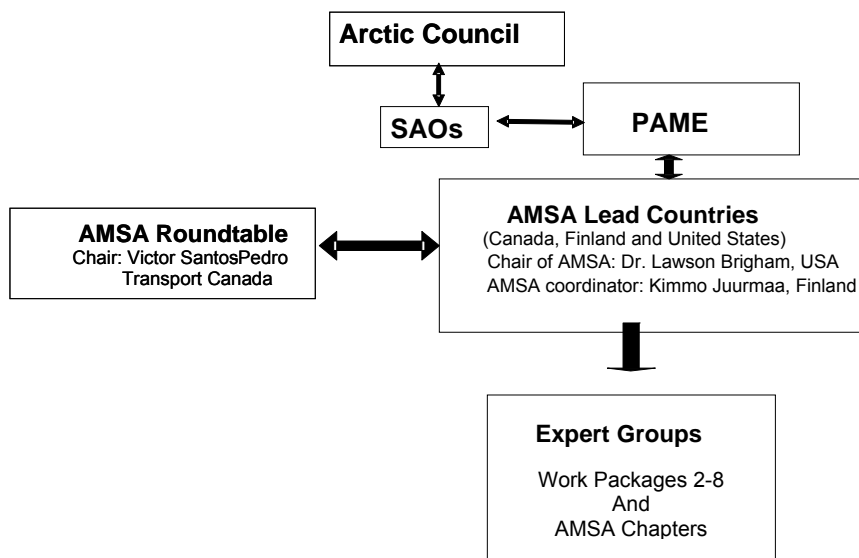 Arctic Council
SAOs
PAME
AMSA Roundtable
Chair: Victor SantosPedro
Transport Canada
AMSA Lead Countries
(Canada, Finland and United States)
Chair of AMSA: Dr. Lawson Brigham, USA
AMSA coordinator: Kimmo Juurmaa, Finland
Expert Groups
Work Packages 2-8
And
AMSA Chapters